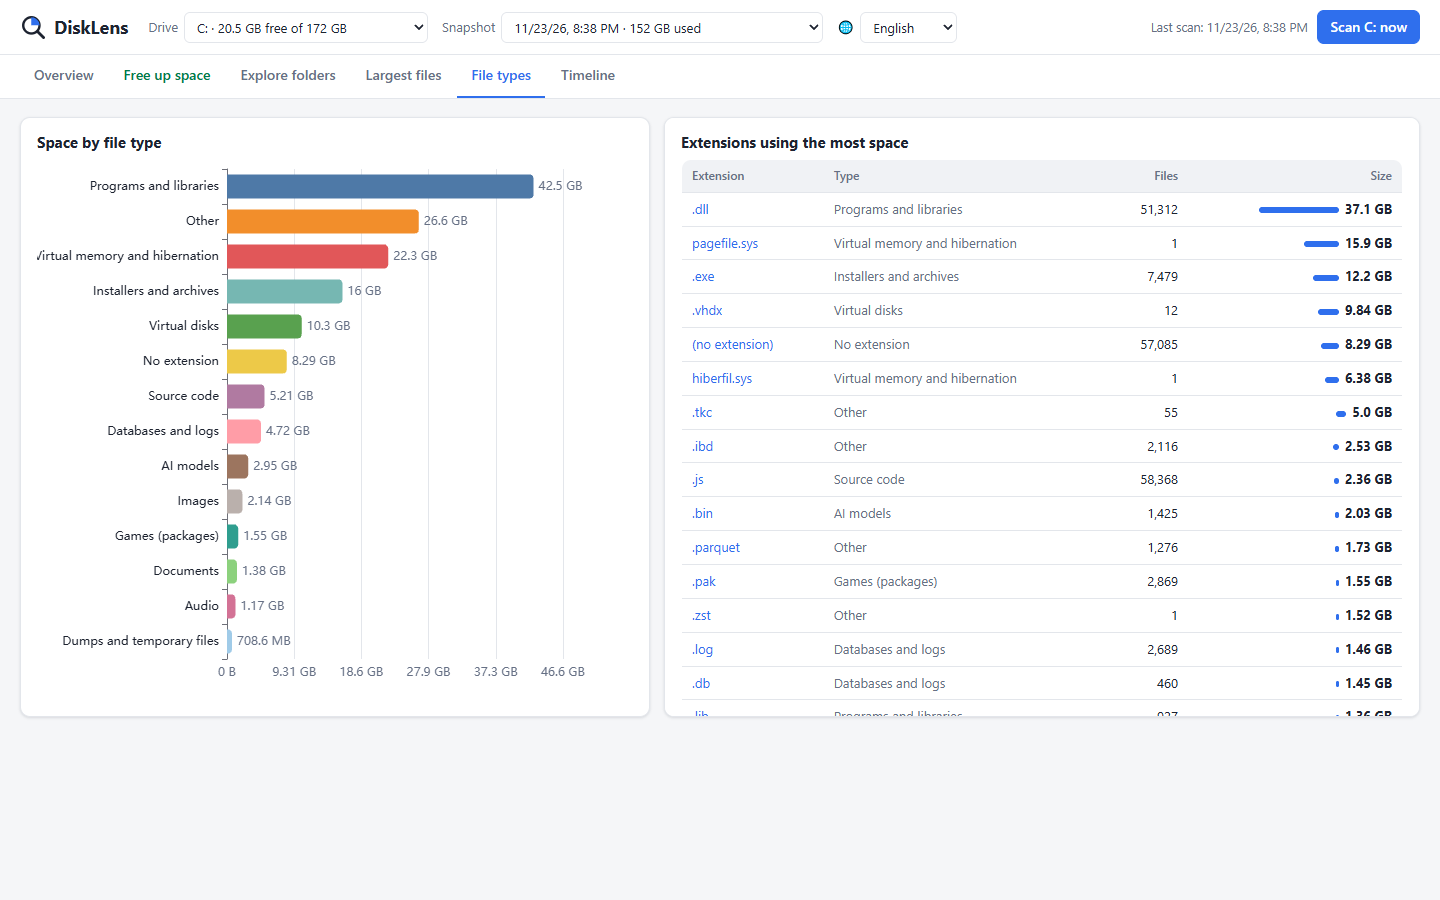 DiskLens
Drive
C: · 20.5 GB free of 172 GB
Snapshot
11/23/26, 8:38 PM · 152 GB used
English
Last scan: 11/23/26, 8:38 PM
Scan C: now
Overview
Free up space
Explore folders
Largest files
File types
Timeline
Space by file type
Programs and libraries 42.5 GB
Other 26.6 GB
Virtual memory and hibernation 22.3 GB
Installers and archives 16 GB
Virtual disks 10.3 GB
No extension 8.29 GB
Source code 5.21 GB
Databases and logs 4.72 GB
AI models 2.95 GB
Images 2.14 GB
Games (packages) 1.55 GB
Documents 1.38 GB
Audio 1.17 GB
Dumps and temporary files 708.6 MB
0 B 9.31 GB 18.6 GB 27.9 GB 37.3 GB 46.6 GB
Extensions using the most space
Extension Type Files Size
.dll Programs and libraries 51,312 37.1 GB
pagefile.sys Virtual memory and hibernation 1 15.9 GB
.exe Installers and archives 7,479 12.2 GB
.vhdx Virtual disks 12 9.84 GB
(no extension) No extension 57,085 8.29 GB
hiberfil.sys Virtual memory and hibernation 1 6.38 GB
.tkc Other 55 5.0 GB
.ibd Other 2,116 2.53 GB
.js Source code 58,368 2.36 GB
.bin AI models 1,425 2.03 GB
.parquet Other 1,276 1.73 GB
.pak Games (packages) 2,869 1.55 GB
.zst Other 1 1.52 GB
.log Databases and logs 2,689 1.46 GB
.db Databases and logs 460 1.45 GB
.lib Programs and libraries 927 1.36 GB